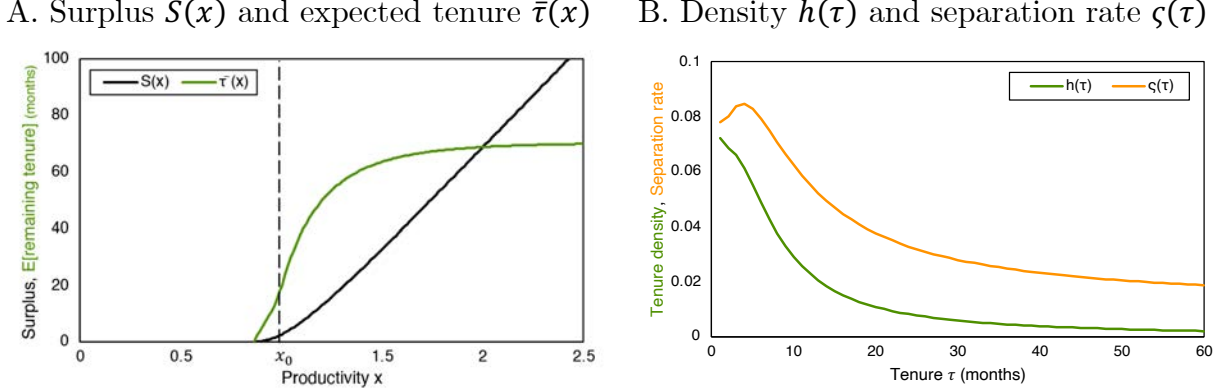 A. Surplus S(x) and expected tenure τ̄(x)
B. Density h(τ) and separation rate ς(τ)
Surplus, E[remaining tenure] (months)
100
80
60
40
20
0
S(x)
τ¯(x)
0
0.5
x₀
1.5
2
2.5
Productivity x
Tenure density, Separation rate
0.1
0.08
0.06
0.04
0.02
0
h(τ)
ς(τ)
0
10
20
30
40
50
60
Tenure τ (months)